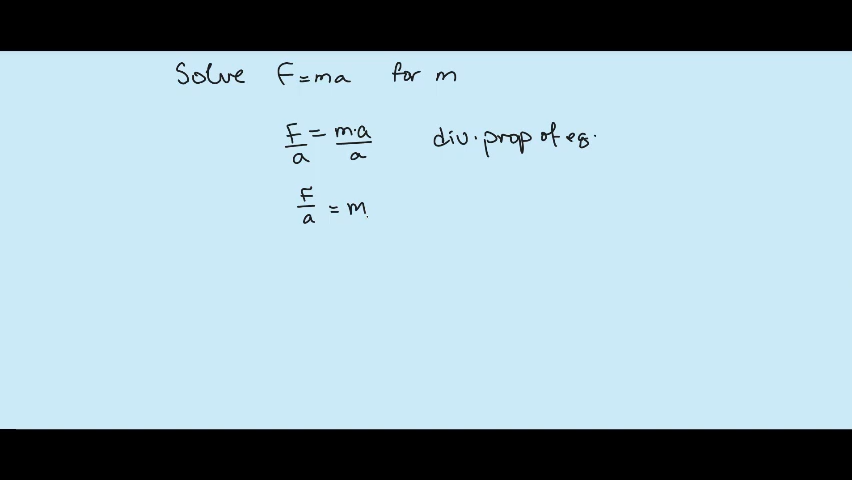 Solve F=ma for m
F/a = m·a/a div. prop of eq.
F/a = m